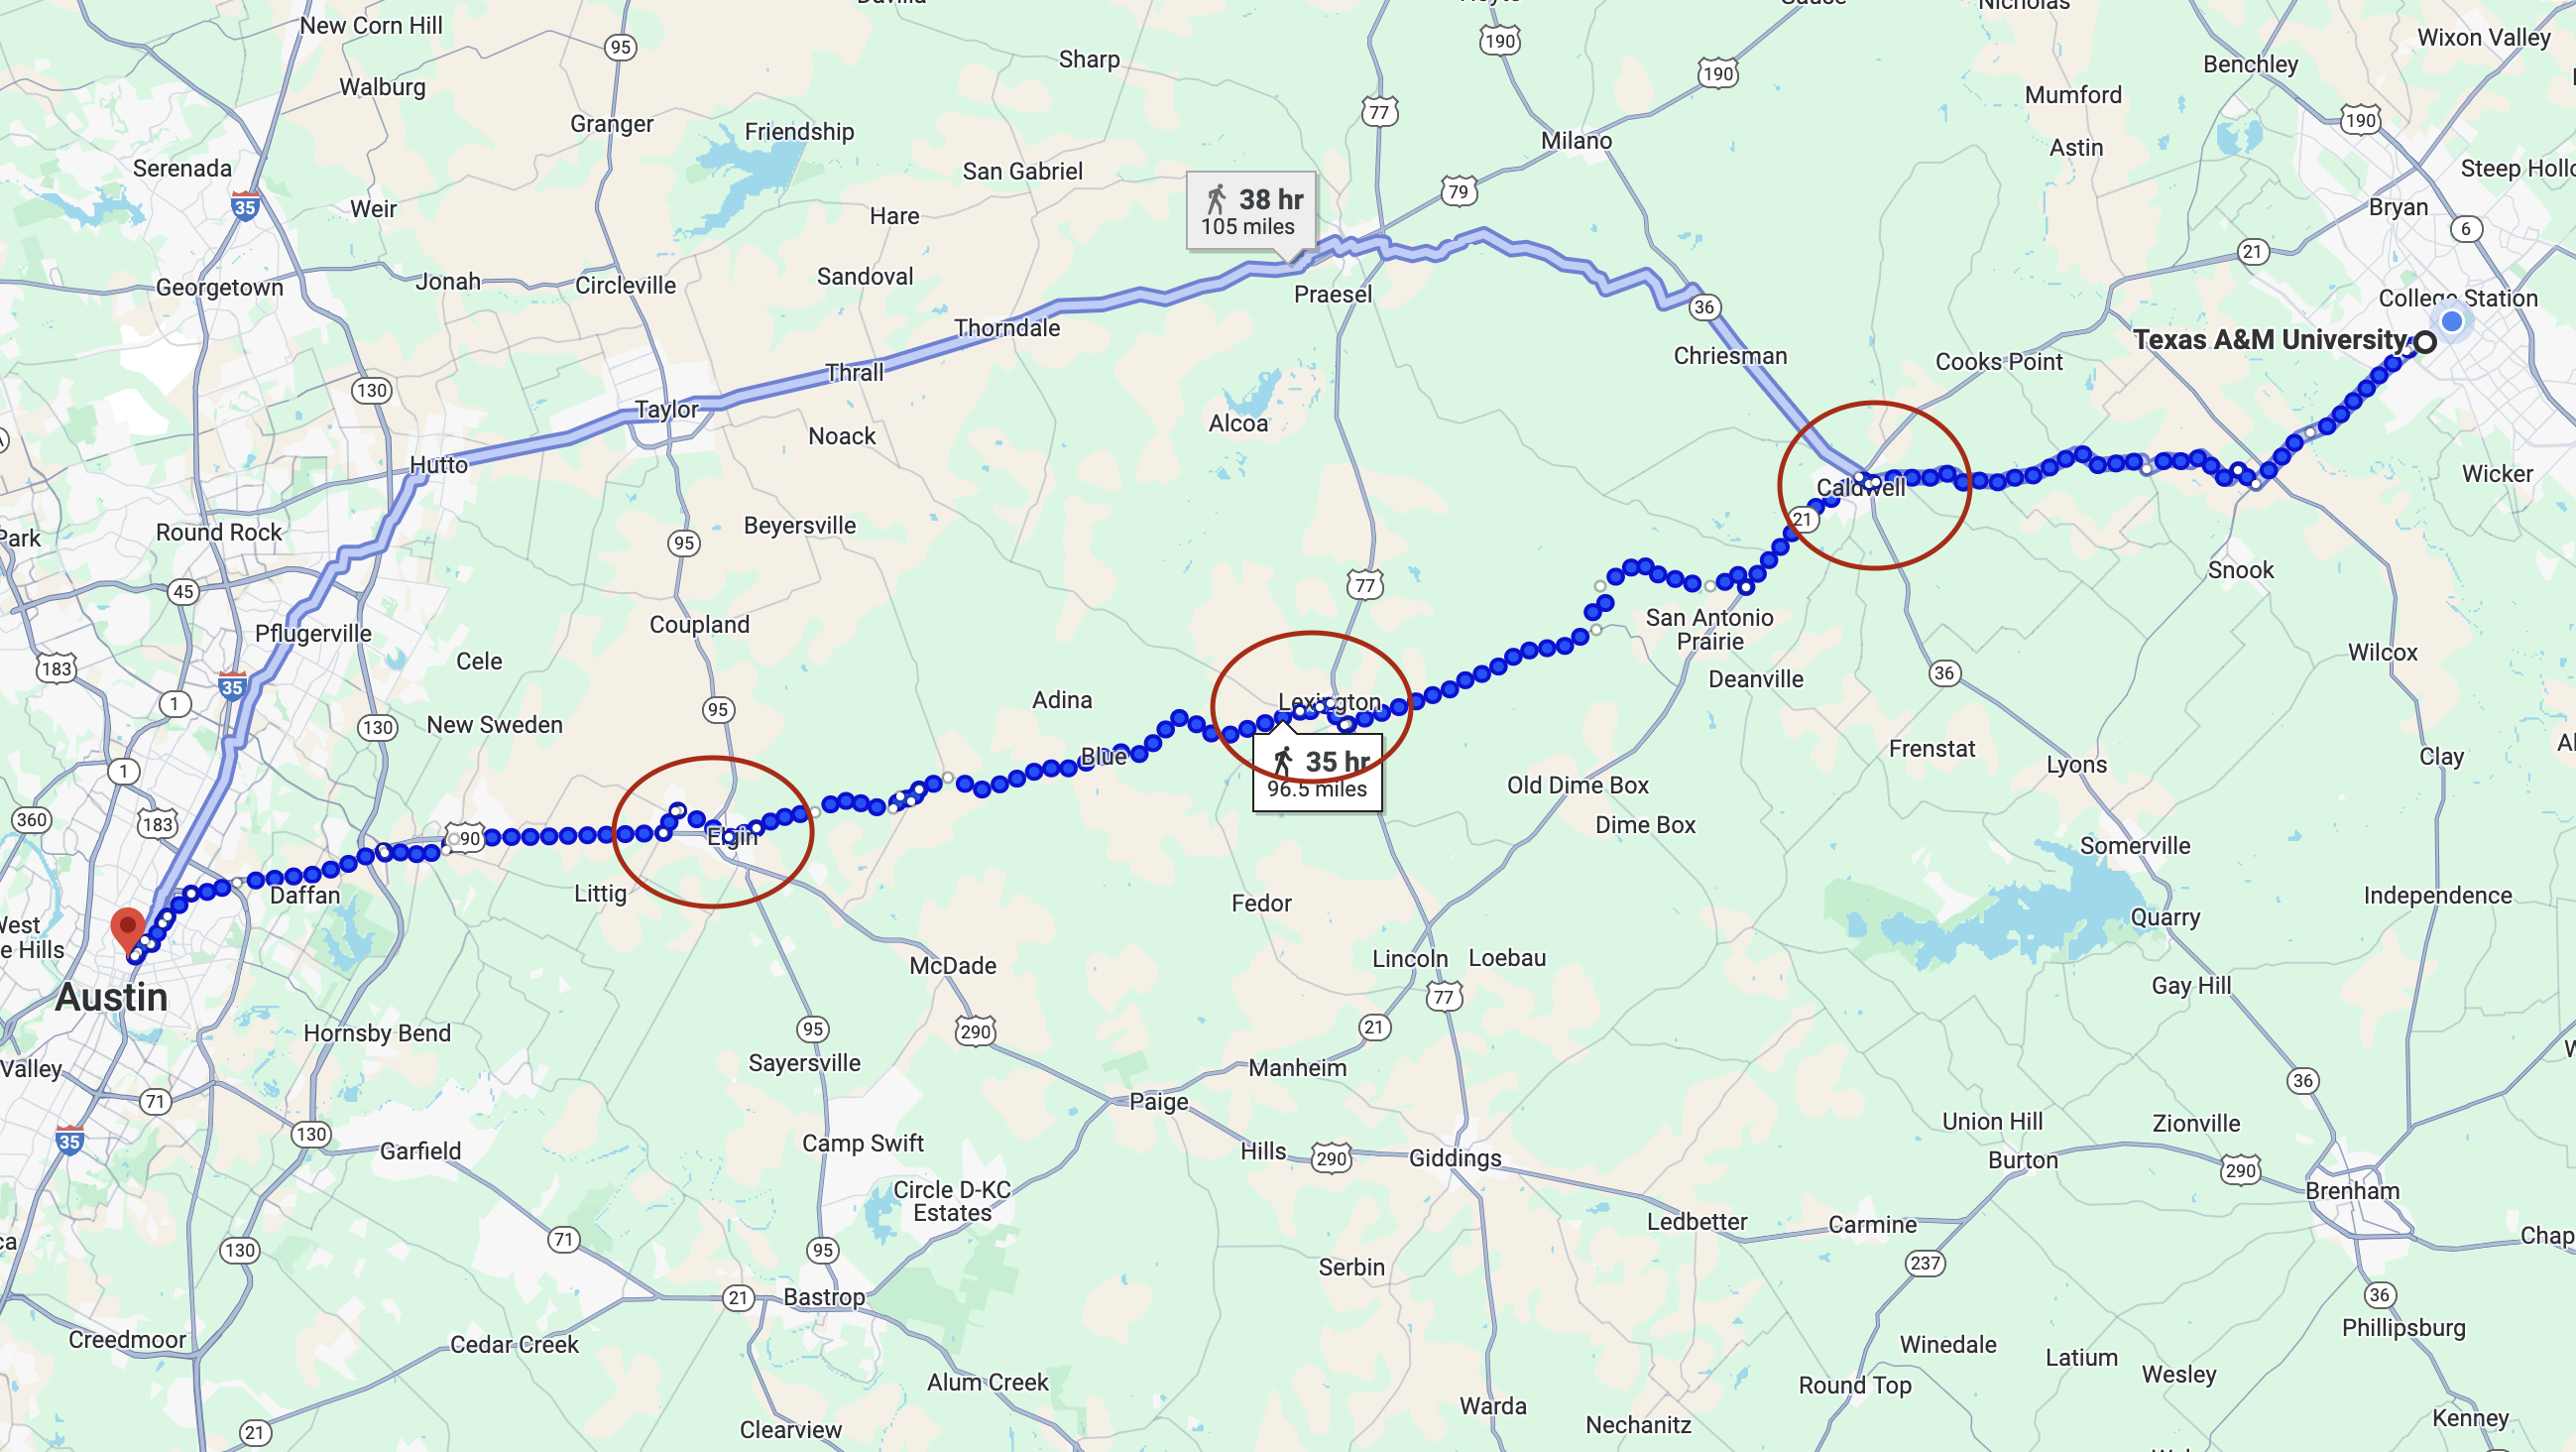 Davilla
Hoyte
Cause
Nicholas
New Corn Hill
95
Sharp
190
Wixon Valley
Walburg
190
Benchley
Granger
Friendship
77
Mumford
190
Milano
Astin
Serenada
San Gabriel
Steep Hollo
38 hr
79
35
Weir
Hare
105 miles
Bryan
6
21
Georgetown
Jonah
Circleville
Sandoval
Praesel
College Station
36
Thorndale
Texas A&M University
Chriesman
Cooks Point
Thrall
130
Taylor
Alcoa
Noack
Hutto
Wicker
Caldwell
21
Beyersville
Park
Round Rock
95
45
77
Snook
Coupland
San Antonio
Prairie
Pflugerville
Wilcox
183
Cele
Deanville
36
35
1
Adina
Lexington
95
130
New Sweden
Frenstat
Blue
Clay
35 hr
96.5 miles
Lyons
1
Old Dime Box
360
183
90
Elgin
Dime Box
Somerville
Daffan
Littig
Fedor
Independence
Quarry
West
e Hills
McDade
Lincoln
Loebau
Austin
77
Gay Hill
Hornsby Bend
95
290
21
Valley
Sayersville
Manheim
36
71
Paige
Union Hill
Zionville
35
130
Garfield
Camp Swift
Hills
290
Giddings
Burton
290
Circle D-KC
Estates
Brenham
Ledbetter
Carmine
71
130
95
Chap
ca
Serbin
237
21
Bastrop
36
Creedmoor
Cedar Creek
Phillipsburg
Winedale
Latium
Wesley
Alum Creek
Round Top
Warda
21
Clearview
Nechanitz
Kenney